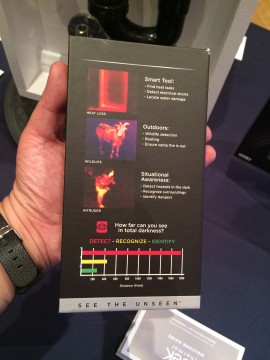 Smart Tool:
- Find heat leaks
- Detect electrical shorts
- Locate water damage
HEAT LOSS
Outdoors:
- Wildlife detection
- Boating
- Ensure camp fire is out
WILDLIFE
Situational
Awareness:
- Detect hazards in the dark
- Recognize surroundings
- Identify dangers
INTRUDER
How far can you see
in total darkness?
DETECT · RECOGNIZE · IDENTIFY
Distance (Feet)
SEE THE UNSEEN